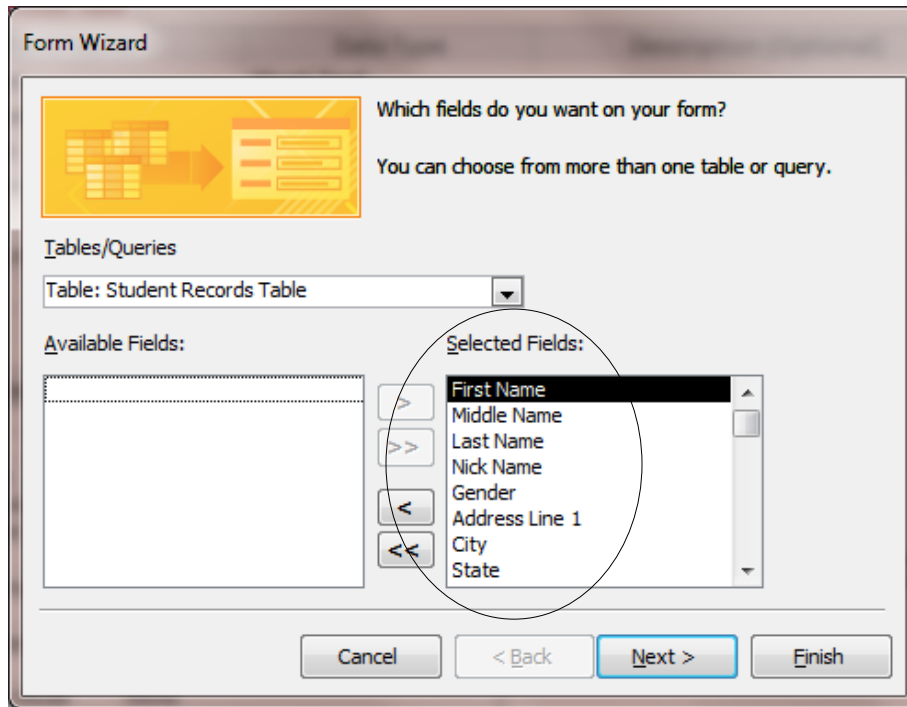 Form Wizard
Which fields do you want on your form?
You can choose from more than one table or query.
Tables/Queries
Table: Student Records Table
Available Fields:
Selected Fields:
>
>>
<
<<
First Name
Middle Name
Last Name
Nick Name
Gender
Address Line 1
City
State
Cancel
< Back
Next >
Finish